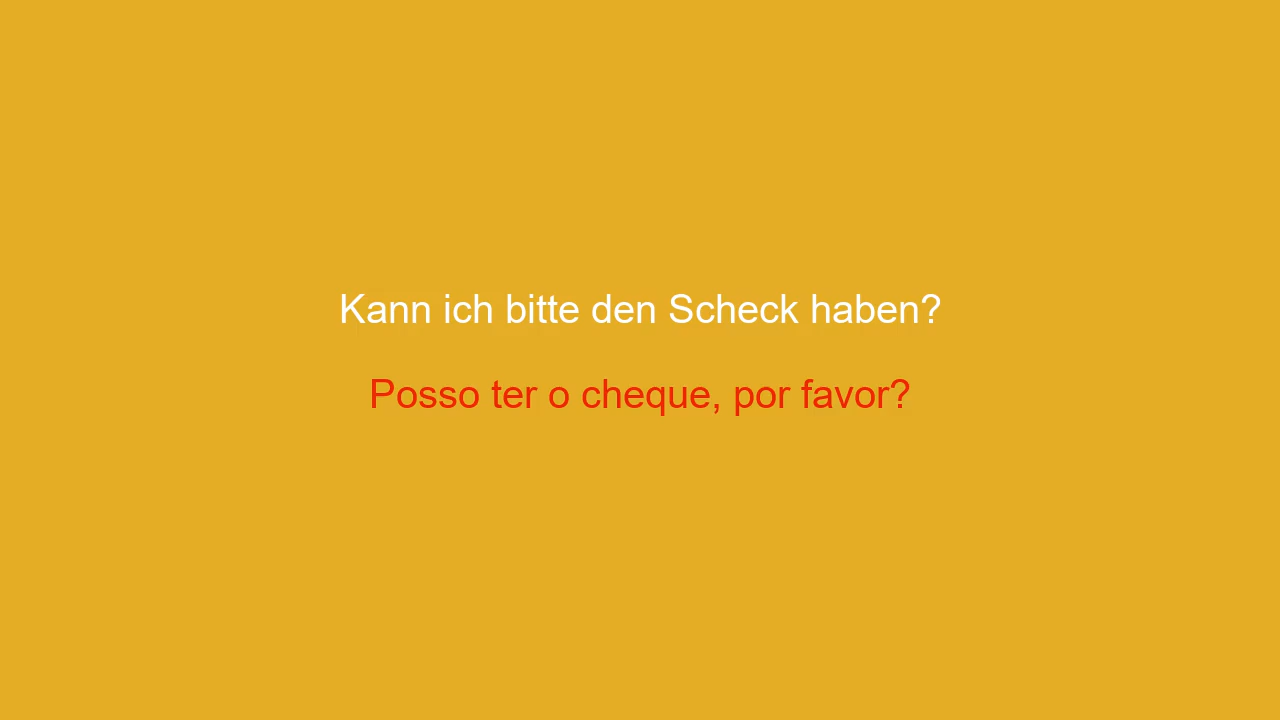 Kann ich bitte den Scheck haben?
Posso ter o cheque, por favor?